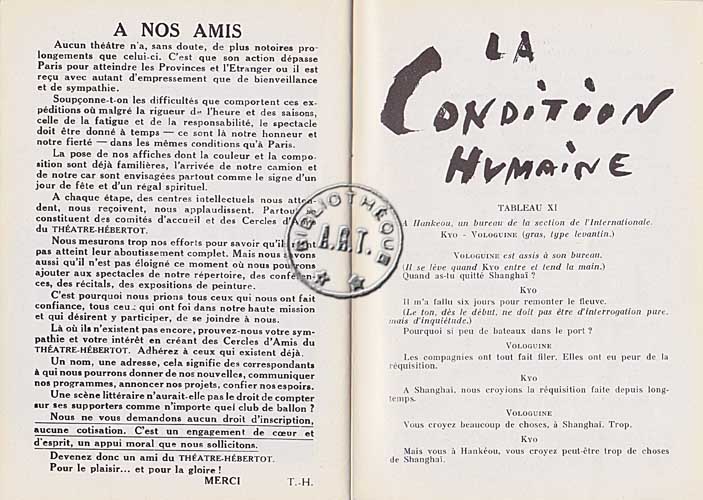 A NOS AMIS
Aucun théâtre n'a, sans doute, de plus notoires pro-
longements que celui-ci. C'est que son action dépasse
Paris pour atteindre les Provinces et l'Etranger ou il est
reçu avec autant d'empressement que de bienveillance
et de sympathie.
Soupçonne-t-on les difficultés que comportent ces ex-
péditions où malgré la rigueur de l'heure et des saisons,
celle de la fatigue et de la responsabilité, le spectacle
doit être donné à temps — ce sont là notre honneur et
notre fierté — dans les mêmes conditions qu'à Paris.
La pose de nos affiches dont la couleur et la compo-
sition sont déjà familières, l'arrivée de notre camion et
de notre car sont envisagées partout comme le signe d'un
jour de fête et d'un régal spirituel.
A chaque étape, des centres intellectuels nous atten-
dent, nous reçoivent, nous applaudissent. Partout se
constituent des comités d'accueil et des Cercles d'Amis
du THÉATRE-HÉBERTOT.
Nous mesurons trop nos efforts pour savoir qu'ils n'ont
pas atteint leur aboutissement complet. Mais nous savons
aussi qu'il n'est pas éloigné ce moment où nous pourrons
ajouter aux spectacles de notre répertoire, des conféren-
ces, des récitals, des expositions de peinture.
C'est pourquoi nous prions tous ceux qui nous ont fait
confiance, tous ceux qui ont foi dans notre haute mission
et qui désirent y participer, de se joindre à nous.
Là où ils n'existent pas encore, prouvez-nous votre sym-
pathie et votre intérêt en créant des Cercles d'Amis du
THÉATRE-HÉBERTOT. Adhérez à ceux qui existent déjà.
Un nom, une adresse, cela signifie des correspondants
à qui nous pourrons donner de nos nouvelles, communiquer
nos programmes, annoncer nos projets, confier nos espoirs.
Une scène littéraire n'aurait-elle pas le droit de compter
sur ses supporters comme n'importe quel club de ballon ?
Nous ne vous demandons aucun droit d'inscription,
aucune cotisation. C'est un engagement de cœur et
d'esprit, un appui moral que nous sollicitons.
Devenez donc un ami du THÉATRE-HÉBERTOT.
Pour le plaisir... et pour la gloire !
MERCI T.-H.
BIBLIOTHÈQUE
A.R.T.
LA
CONDITION
HUMAINE
TABLEAU XI
A Hankeou, un bureau de la section de l'Internationale.
KYO - VOLOGUINE (gras, type levantin.)
VOLOGUINE est assis à son bureau.
(Il se lève quand KYO entre et tend la main.)
Quand as-tu quitté Shanghaï ?
KYO
Il m'a fallu six jours pour remonter le fleuve.
(Le ton, dès le début, ne doit pas être d'interrogation pure,
mais d'inquiétude.)
Pourquoi si peu de bateaux dans le port ?
VOLOGUINE
Les compagnies ont tout fait filer. Elles ont eu peur de la
réquisition.
KYO
A Shanghaï, nous croyions la réquisition faite depuis long-
temps.
VOLOGUINE
Vous croyez beaucoup de choses, à Shanghaï. Trop.
KYO
Mais vous à Hankéou, vous croyez peut-être trop de choses
de Shanghaï.